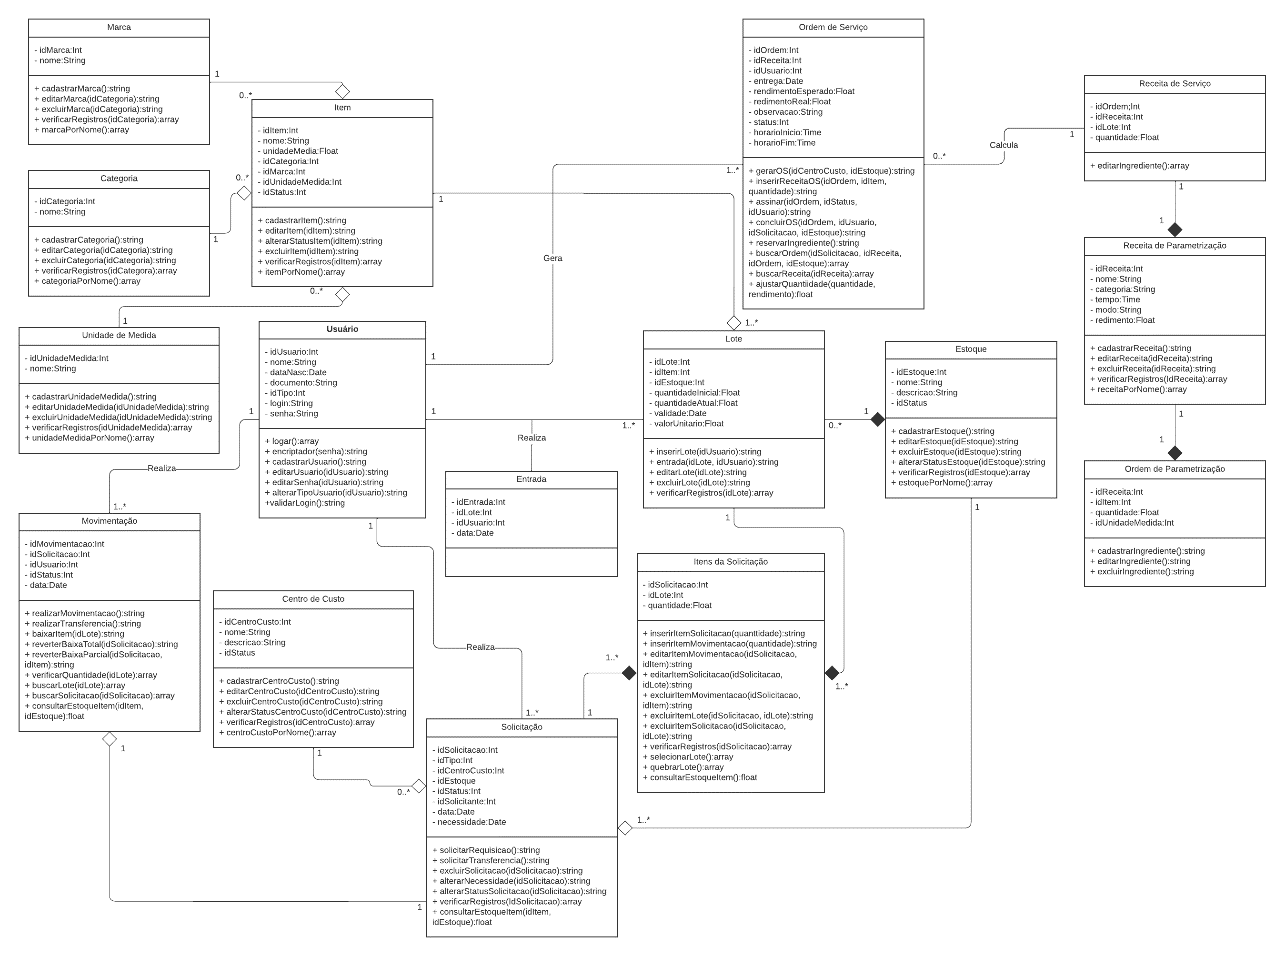 Marca
- idMarca:Int
- nome:String
+ cadastrarMarca():string
+ editarMarca(idCategoria):string
+ excluirMarca(idCategoria):string
+ verificarRegistros(idCategoria):array
+ marcaPorNome():array
1
0..*
Item
- idItem:Int
- nome:String
- unidadeMedia:Float
- idCategoria:Int
- idMarca:Int
- idUnidadeMedida:Int
- idStatus:Int
+ cadastrarItem():string
+ editarItem(idItem):string
+ alterarStatusItem(idItem):string
+ excluirItem(idItem):string
+ verificarRegistros(idItem):array
+ itemPorNome():array
0..*
1
0..*
1
Categoria
- idCategoria:Int
- nome:String
+ cadastrarCategoria():string
+ editarCategoria(idCategoria):string
+ excluirCategoria(idCategoria):string
+ verificarRegistros(idCategora):array
+ categoriaPorNome():array
1
Unidade de Medida
- idUnidadeMedida:Int
- nome:String
+ cadastrarUnidadeMedida():string
+ editarUnidadeMedida(idUnidadeMedida):string
+ excluirUnidadeMedida(idUnidadeMedida):string
+ verificarRegistros(idUnidadeMedida):array
+ unidadeMedidaPorNome():array
Usuário
- idUsuario:Int
- nome:String
- dataNasc:Date
- documento:String
- idTipo:Int
- login:String
- senha:String
+ logar():array
+ encriptador(senha):string
+ cadastrarUsuario():string
+ editarUsuario(idUsuario):string
+ editarSenha(idUsuario):string
+ alterarTipoUsuario(idUsuario):string
+validarLogin():string
1
1
1
1
Gera
1..*
Ordem de Serviço
- idOrdem:Int
- idReceita:Int
- idUsuario:Int
- entrega:Date
- rendimentoEsperado:Float
- redimentoReal:Float
- observacao:String
- status:Int
- horarioInicio:Time
- horarioFim:Time
+ gerarOS(idCentroCusto, idEstoque):string
+ inserirReceitaOS(idOrdem, idItem,
quantidade):string
+ assinar(idOrdem, idStatus,
idUsuario):string
+ concluirOS(idOrdem, idUsuario,
idSolicitacao, idEstoque):string
+ reservarIngrediente():string
+ buscarOrdem(idSolicitacao, idReceita,
idOrdem, idEstoque):array
+ buscarReceita(idReceita):array
+ ajustarQuantiidade(quantidade,
rendimento):float
0..*
Calcula
1
Receita de Serviço
- idOrdem;Int
- idReceita:Int
- idLote:Int
- quantidade:Float
+ editarIngrediente():array
1
1
Receita de Parametrização
- idReceita:Int
- nome:String
- categoria:String
- tempo:Time
- modo:String
- redimento:Float
+ cadastrarReceita():string
+ editarReceita(idReceita):string
+ excluirReceita(idReceita):string
+ verificarRegistros(IdReceita):array
+ receitaPorNome():array
1
1
Ordem de Parametrização
- idReceita:Int
- idItem:Int
- quantidade:Float
- idUnidadeMedida:Int
+ cadastrarIngrediente():string
+ editarIngrediente():string
+ excluirIngrediente():string
1..*
Lote
- idLote:Int
- idItem:Int
- idEstoque:Int
- quantidadeInicial:Float
- quantidadeAtual:Float
- validade:Date
- valorUnitario:Float
+ inserirLote(idUsuario):string
+ entrada(idLote, idUsuario):string
+ editarLote(idLote):string
+ excluirLote(idLote):string
+ verificarRegistros(idLote):array
1..*
0..*
1
1
Estoque
- idEstoque:Int
- nome:String
- descricao:String
- idStatus
+ cadastrarEstoque():string
+ editarEstoque(idEstoque):string
+ excluirEstoque(idEstoque):string
+ alterarStatusEstoque(idEstoque):string
+ verificarRegistros(idEstoque):array
+ estoquePorNome():array
1
Realiza
Entrada
- idEntrada:Int
- idLote:Int
- idUsuario:Int
- data:Date
Realiza
1..*
Movimentação
- idMovimentacao:Int
- idSolicitacao:Int
- idUsuario:Int
- idStatus:Int
- data:Date
+ realizarMovimentacao():string
+ realizarTransferencia():string
+ baixarItem(idLote):string
+ reverterBaixaTotal(idSolicitacao):string
+ reverterBaixaParcial(idSolicitacao,
idItem):string
+ verificarQuantidade(idLote):array
+ buscarLote(idLote):array
+ buscarSolicitacao(idSolicitacao):array
+ consultarEstoqueItem(idItem,
idEstoque):float
1
Centro de Custo
- idCentroCusto:Int
- nome:String
- descricao:String
- idStatus
+ cadastrarCentroCusto():string
+ editarCentroCusto(idCentroCusto):string
+ excluirCentroCusto(idCentroCusto):string
+ alterarStatusCentroCusto(idCentroCusto):string
+ verificarRegistros(idCentroCusto):array
+ centroCustoPorNome():array
1
0..*
Itens da Solicitação
- idSolicitacao:Int
- idLote:Int
- quantidade:Float
+ inserirItemSolicitacao(quanttidade):string
+ inserirItemMovimentacao(quantidade):string
+ editarItemMovimentacao(idSolicitacao,
idItem):string
+ editarItemSolicitacao(idSolicitacao,
idLote):string
+ excluirItemMovimentacao(idSolicitacao,
idItem):string
+ excluirItemLote(idSolicitacao, idLote):string
+ excluirItemSolicitacao(idSolicitacao,
idLote):string
+ verificarRegistros(idSolicitacao):array
+ selecionarLote():array
+ quebrarLote():array
+ consultarEstoqueItem():float
1..*
1..*
1
Realiza
1..*
Solicitação
- idSolicitacao:Int
- idTipo:Int
- idCentroCusto:Int
- idEstoque
- idStatus:Int
- idSolicitante:Int
- data:Date
- necessidade:Date
+ solicitarRequisicao():string
+ solicitarTransferencia():string
+ excluirSolicitacao(idSolicitacao):string
+ alterarNecessidade(idSolicitacao):string
+ alterarStatusSolicitacao(idSolicitacao):string
+ verificarRegistros(IdSolicitacao):array
+ consultarEstoqueItem(idItem,
idEstoque):float
1..*
1